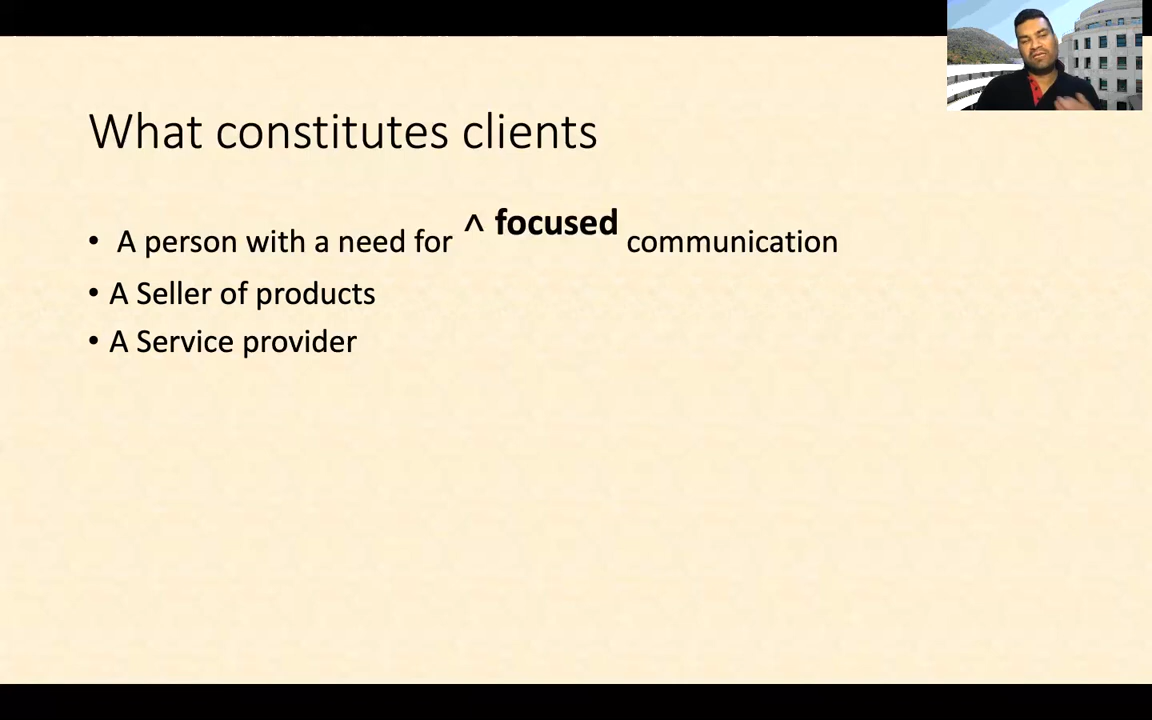 What constitutes clients
• A person with a need for ^ focused communication
• A Seller of products
• A Service provider